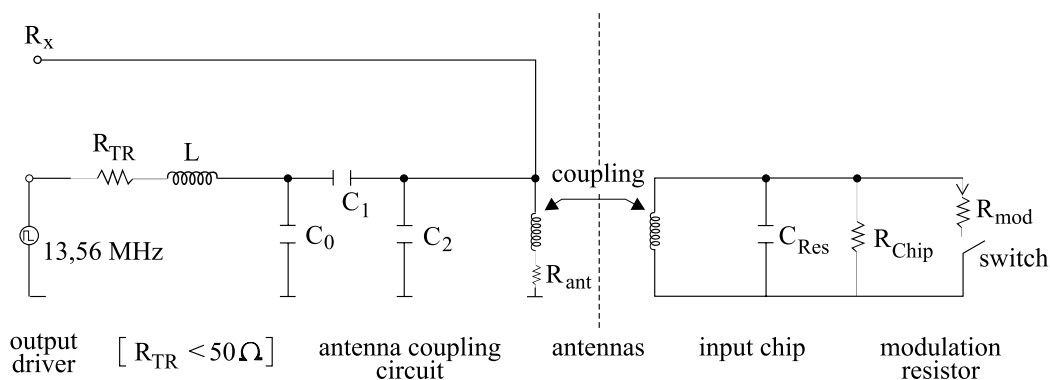 Rx
RTR
L
C1
C0
C2
13,56 MHz
coupling
Rant
CRes
RChip
Rmod
switch
output
driver
[ RTR < 50Ω ]
antenna coupling
circuit
antennas
input chip
modulation
resistor